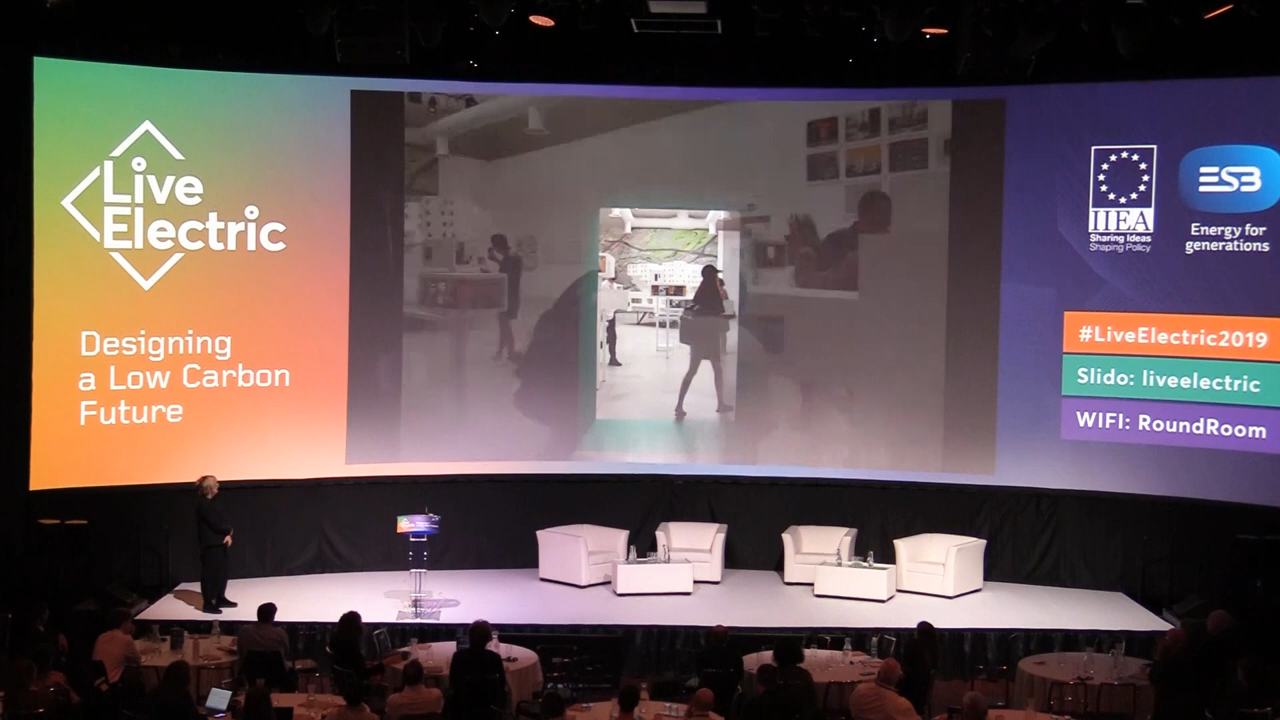 Live
Electric
Designing
a Low Carbon
Future
IIEA
Sharing Ideas
Shaping Policy
ESB
Energy for
generations
#LiveElectric2019
Slido: liveelectric
WIFI: RoundRoom